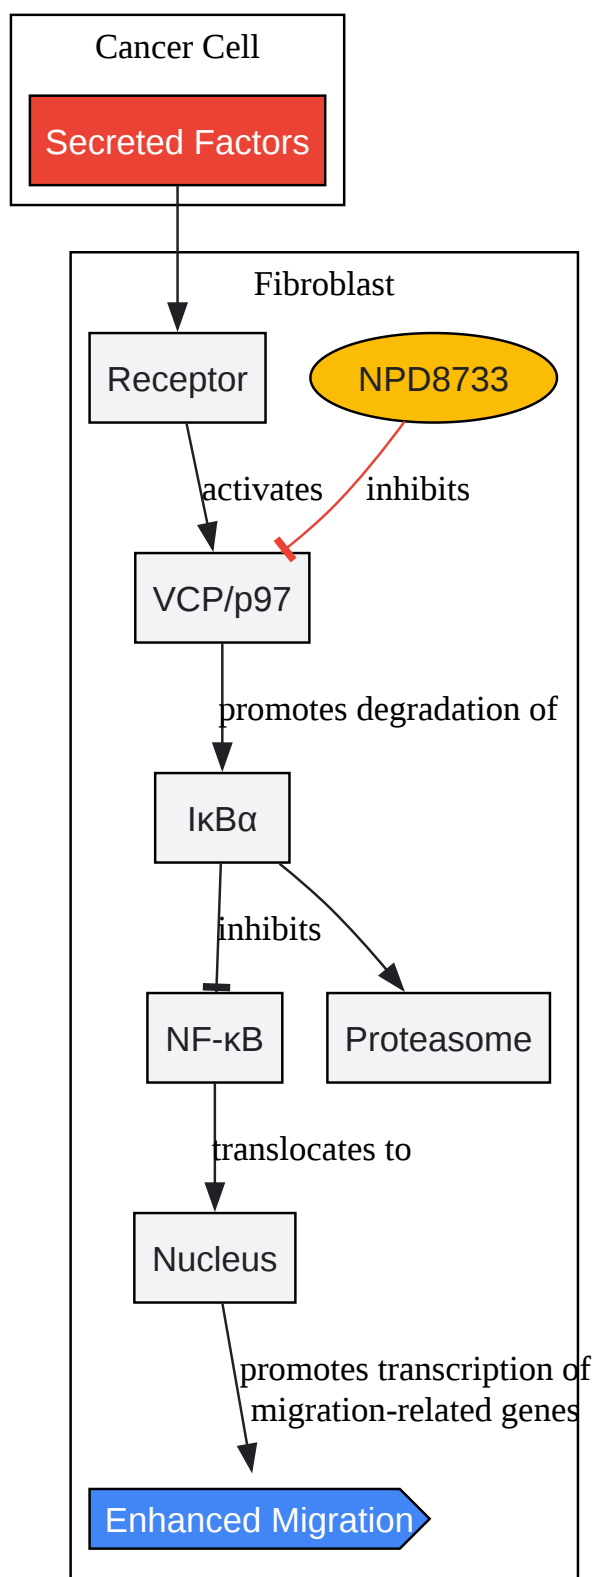 Cancer Cell
Secreted Factors
Fibroblast
Receptor
NPD8733
activates
inhibits
VCP/p97
promotes degradation of
IκBα
inhibits
NF-κB
Proteasome
translocates to
Nucleus
promotes transcription of
migration-related genes
Enhanced Migration